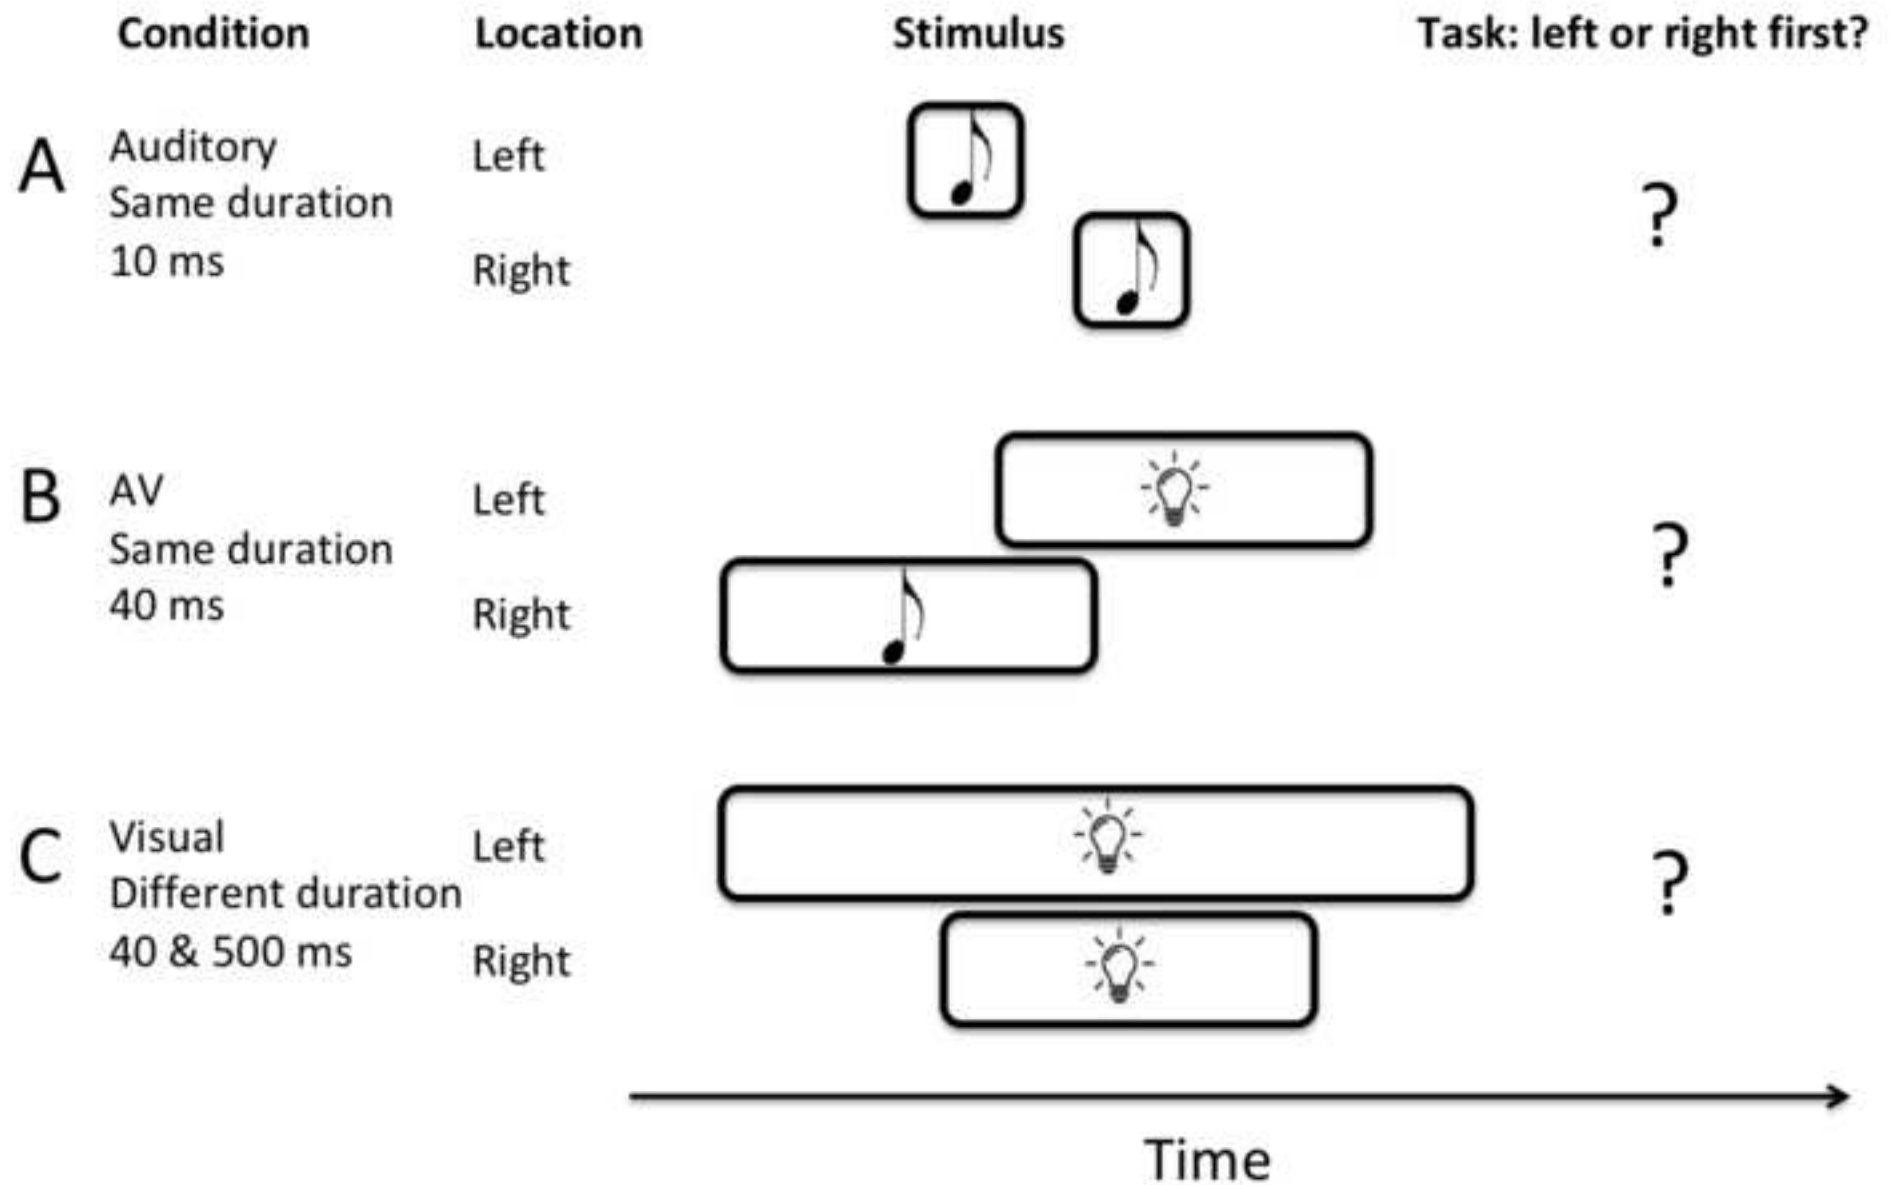 Condition Location Stimulus Task: left or right first?
A Auditory Left
Same duration
10 ms Right
?
B AV Left
Same duration
40 ms Right
?
C Visual Left
Different duration
40 & 500 ms Right
?
Time